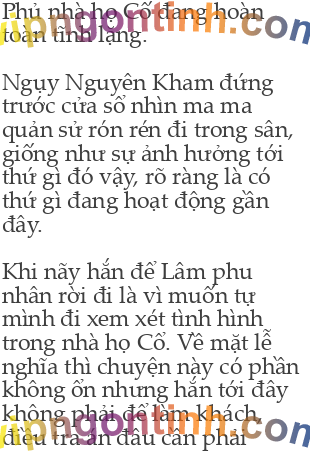 Phủ nhà họ Cố đang hoàn
toàn tĩnh lặng.
Ngụy Nguyên Kham đứng
trước cửa sổ nhìn ma ma
quản sử rón rén đi trong sân,
giống như sự ảnh hưởng tới
thứ gì đó vậy, rõ ràng là có
thứ gì đang hoạt động gần
đây.
Khi nãy hắn để Lâm phu
nhân rời đi là vì muốn tự
mình đi xem xét tình hình
trong nhà họ Cổ. Về mặt lễ
nghĩa thì chuyện này có phần
không ổn nhưng hắn tới đây
không phải để làm khách,
điều tra án đâu cần phải
vipngontinh.com
vipngontinh.com